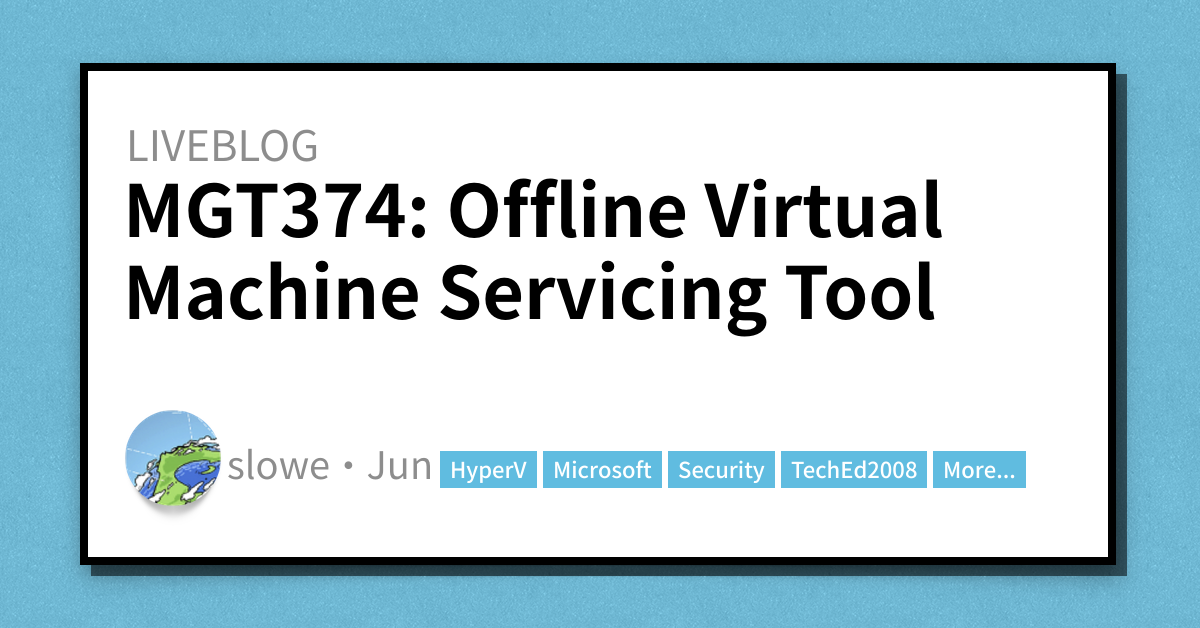 LIVEBLOG
MGT374: Offline Virtual
Machine Servicing Tool
slowe • Jun HyperV Microsoft Security TechEd2008 More...